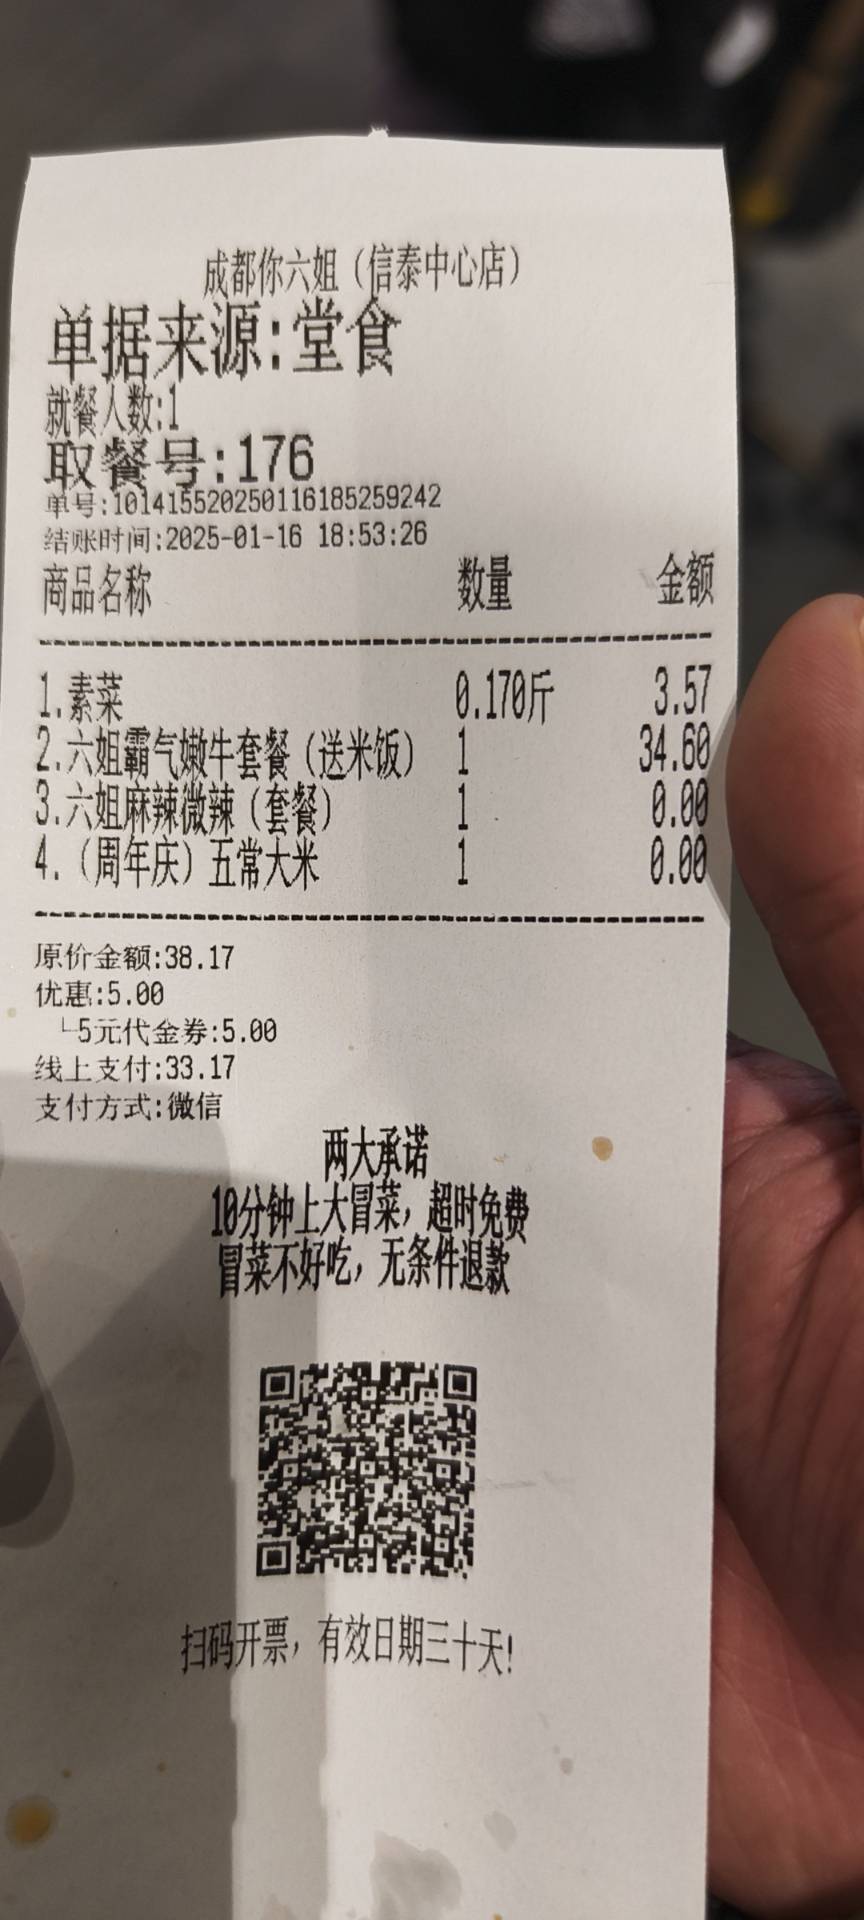 成都你六姐（信泰中心店）
单据来源:堂食
就餐人数:1
取餐号:176
单号:101415520250116185259242
结账时间:2025-01-16 18:53:26
商品名称 数量 金额
1.素菜 0.170斤 3.57
2.六姐霸气嫩牛套餐（送米饭） 1 34.60
3.六姐麻辣微辣（套餐） 1 0.00
4.（周年庆）五常大米 1 0.00
原价金额:38.17
优惠:5.00
└5元代金券:5.00
线上支付:33.17
支付方式:微信
两大承诺
10分钟上大冒菜，超时免费
冒菜不好吃，无条件退款
扫码开票，有效日期三十天!